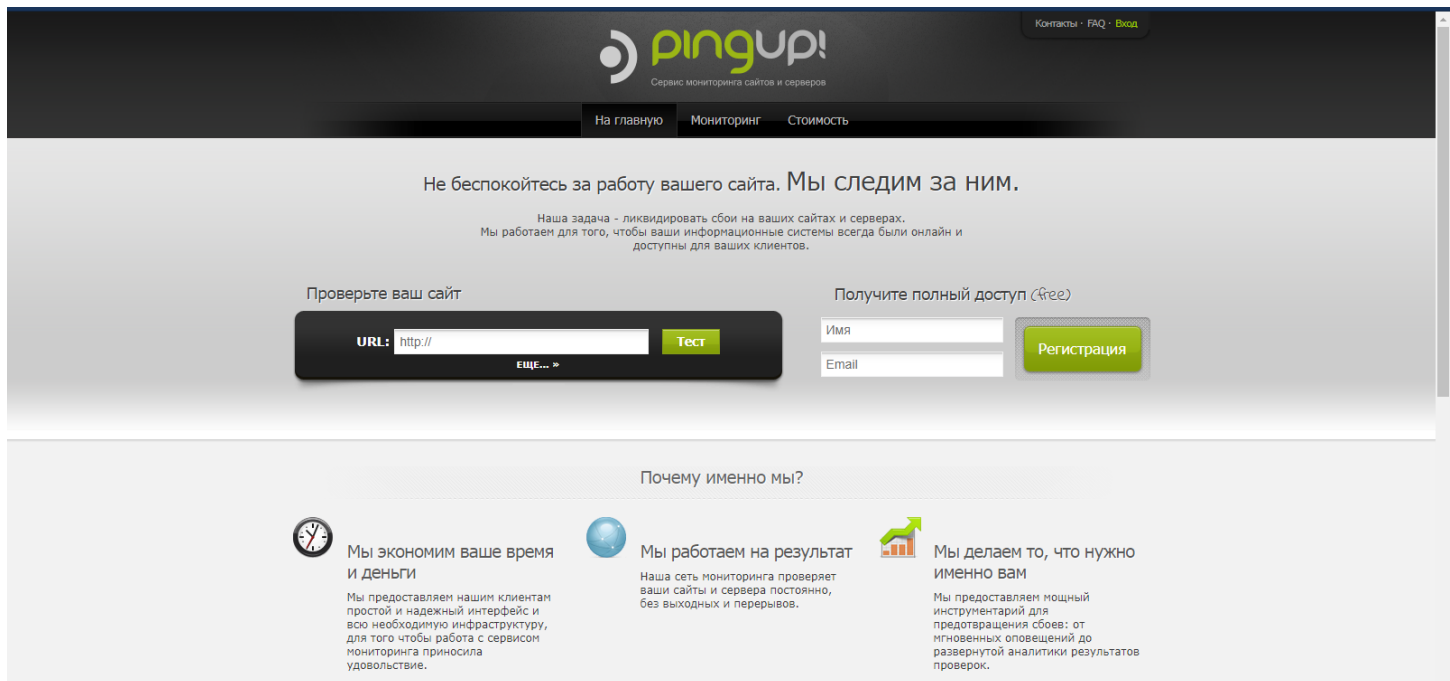 Контакты · FAQ · Вход
pingup!
Сервис мониторинга сайтов и серверов
На главную Мониторинг Стоимость
Не беспокойтесь за работу вашего сайта. Мы следим за ним.
Наша задача - ликвидировать сбои на ваших сайтах и серверах.
Мы работаем для того, чтобы ваши информационные системы всегда были онлайн и
доступны для ваших клиентов.
Проверьте ваш сайт
URL: http:// Тест
ЕЩЕ... »
Получите полный доступ (free)
Имя
Email
Регистрация
Почему именно мы?
Мы экономим ваше время
и деньги
Мы предоставляем нашим клиентам
простой и надежный интерфейс и
всю необходимую инфраструктуру,
для того чтобы работа с сервисом
мониторинга приносила
удовольствие.
Мы работаем на результат
Наша сеть мониторинга проверяет
ваши сайты и сервера постоянно,
без выходных и перерывов.
Мы делаем то, что нужно
именно вам
Мы предоставляем мощный
инструментарий для
предотвращения сбоев: от
мгновенных оповещений до
развернутой аналитики результатов
проверок.